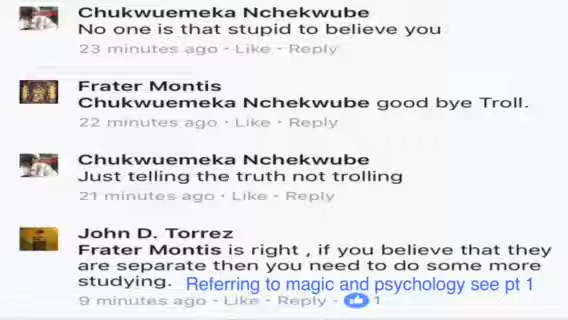 Chukwuemeka Nchekwube
No one is that stupid to believe you
23 minutes ago · Like · Reply
Frater Montis
Chukwuemeka Nchekwube good bye Troll.
22 minutes ago · Like · Reply
Chukwuemeka Nchekwube
Just telling the truth not trolling
21 minutes ago · Like · Reply
John D. Torrez
Frater Montis is right , if you believe that they
are separate then you need to do some more
studying. Referring to magic and psychology see pt 1
9 minutes ago · Like · Reply · 1